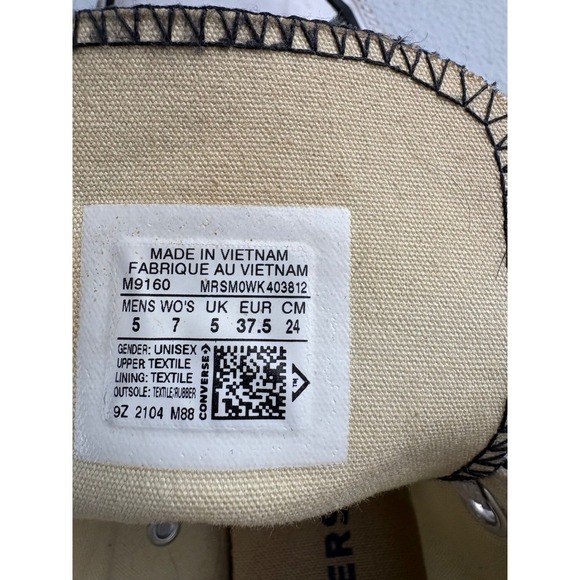 MADE IN VIETNAM
FABRIQUE AU VIETNAM
M9160 MRSM0WK403812
MENS WO'S UK EUR CM
5 7 5 37.5 24
GENDER: UNISEX
UPPER TEXTILE
LINING: TEXTILE
OUTSOLE: TEXTILE/RUBBER
9Z 2104 M88
CONVERSE
ERS